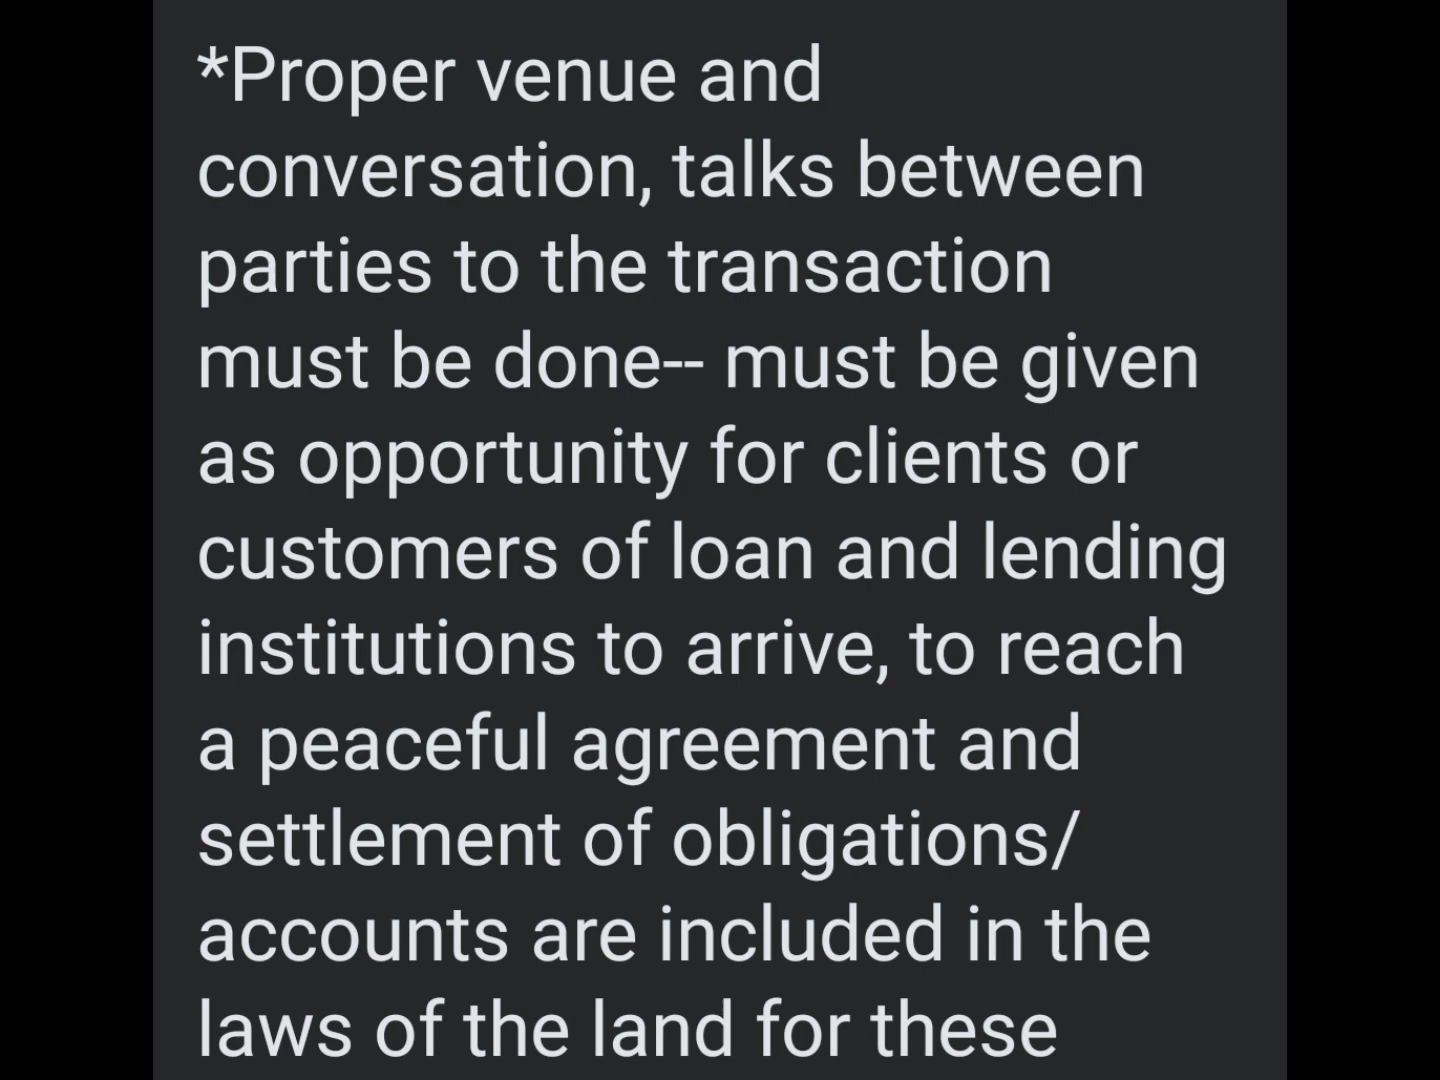 *Proper venue and
conversation, talks between
parties to the transaction
must be done-- must be given
as opportunity for clients or
customers of loan and lending
institutions to arrive, to reach
a peaceful agreement and
settlement of obligations/
accounts are included in the
laws of the land for these